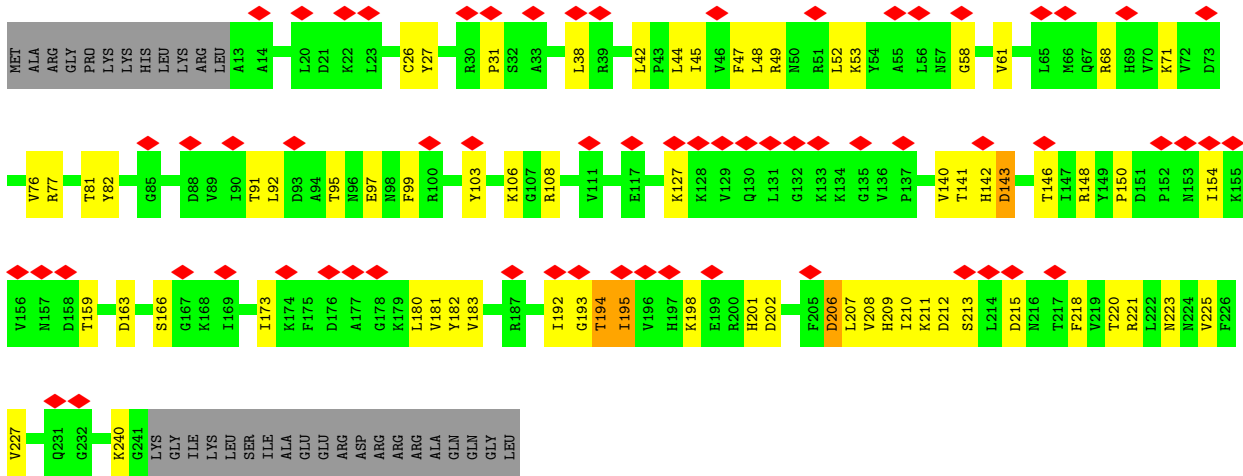 MET ALA ARG GLY PRO LYS LYS HIS LEU LYS ARG LEU A13 A14 L20 D21 K22 L23 C26 Y27 R30 P31 S32 A33 L38 R39 L42 P43 L44 I45 V46 F47 L48 R49 N50 R51 L52 K53 Y54 A55 L56 N57 G58 V61 L65 M66 Q67 R68 H69 V70 K71 V72 D73
V76 R77 T81 Y82 G85 D88 V89 I90 T91 L92 D93 A94 T95 N96 E97 N98 F99 R100 Y103 K106 G107 R108 V111 E117 K127 K128 V129 Q130 L131 G132 K133 K134 G135 V136 P137 V140 T141 H142 D143 T146 I147 R148 Y149 P150 D151 P152 N153 I154 K155
V156 N157 D158 T159 D163 S166 G167 K168 I169 I173 K174 F175 D176 A177 G178 K179 L180 V181 Y182 V183 R187 I192 G193 T194 I195 V196 H197 K198 E199 R200 H201 D202 F205 D206 L207 V208 H209 I210 K211 D212 S213 L214 D215 N216 T217 F218 V219 T220 R221 L222 N223 N224 V225 F226
V227 Q231 G232 K240 G241 LYS GLY ILE LYS LEU SER ILE ALA GLU GLU ARG ASP ARG ARG ARG ALA GLN GLN GLY LEU